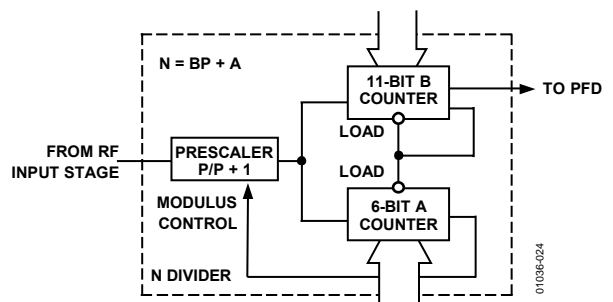 N = BP + A
11-BIT B
COUNTER
TO PFD
LOAD
FROM RF
INPUT STAGE
PRESCALER
P/P + 1
LOAD
MODULUS
CONTROL
6-BIT A
COUNTER
N DIVIDER
01036-024